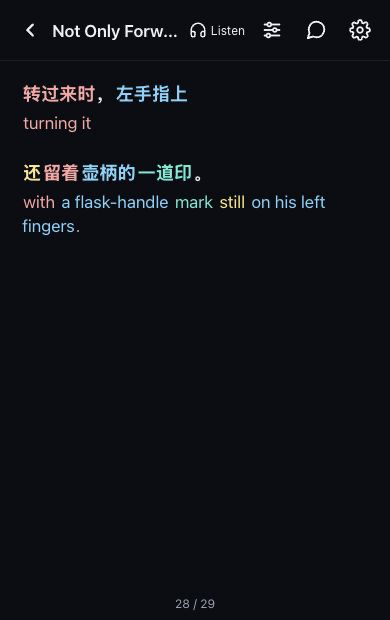 Not Only Forw... Listen
转过来时，左手指上
turning it
还留着壶柄的一道印。
with a flask-handle mark still on his left
fingers.
28 / 29